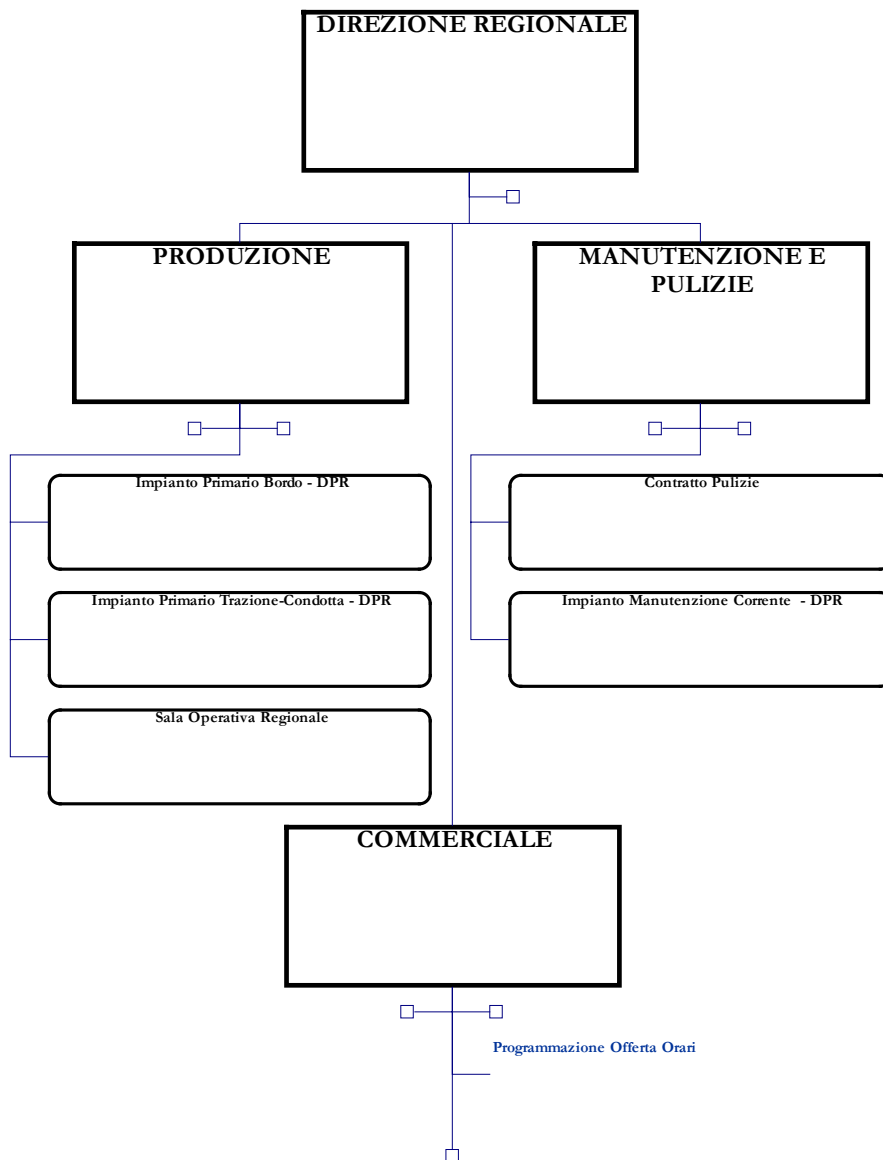 DIREZIONE REGIONALE
PRODUZIONE
MANUTENZIONE E
PULIZIE
Impianto Primario Bordo - DPR
Contratto Pulizie
Impianto Primario Trazione-Condotta - DPR
Impianto Manutenzione Corrente - DPR
Sala Operativa Regionale
COMMERCIALE
Programmazione Offerta Orari